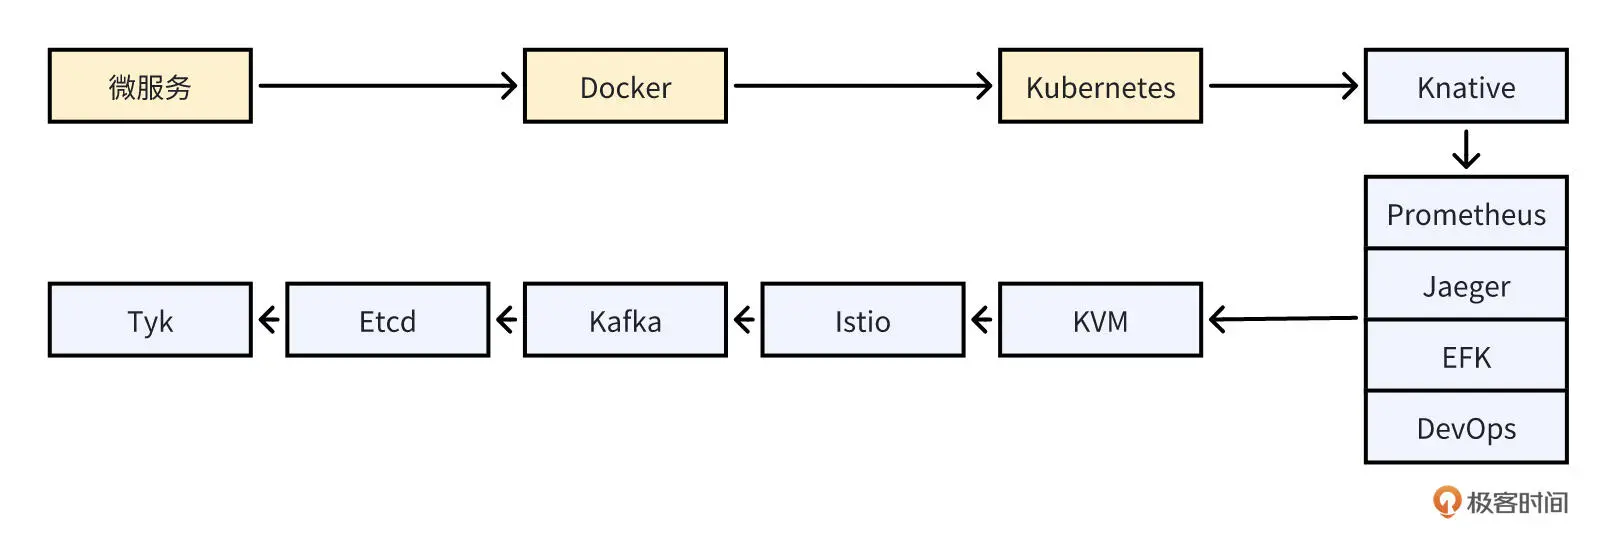 微服务
Docker
Kubernetes
Knative
Prometheus
Jaeger
EFK
DevOps
KVM
Istio
Kafka
Etcd
Tyk
极客时间